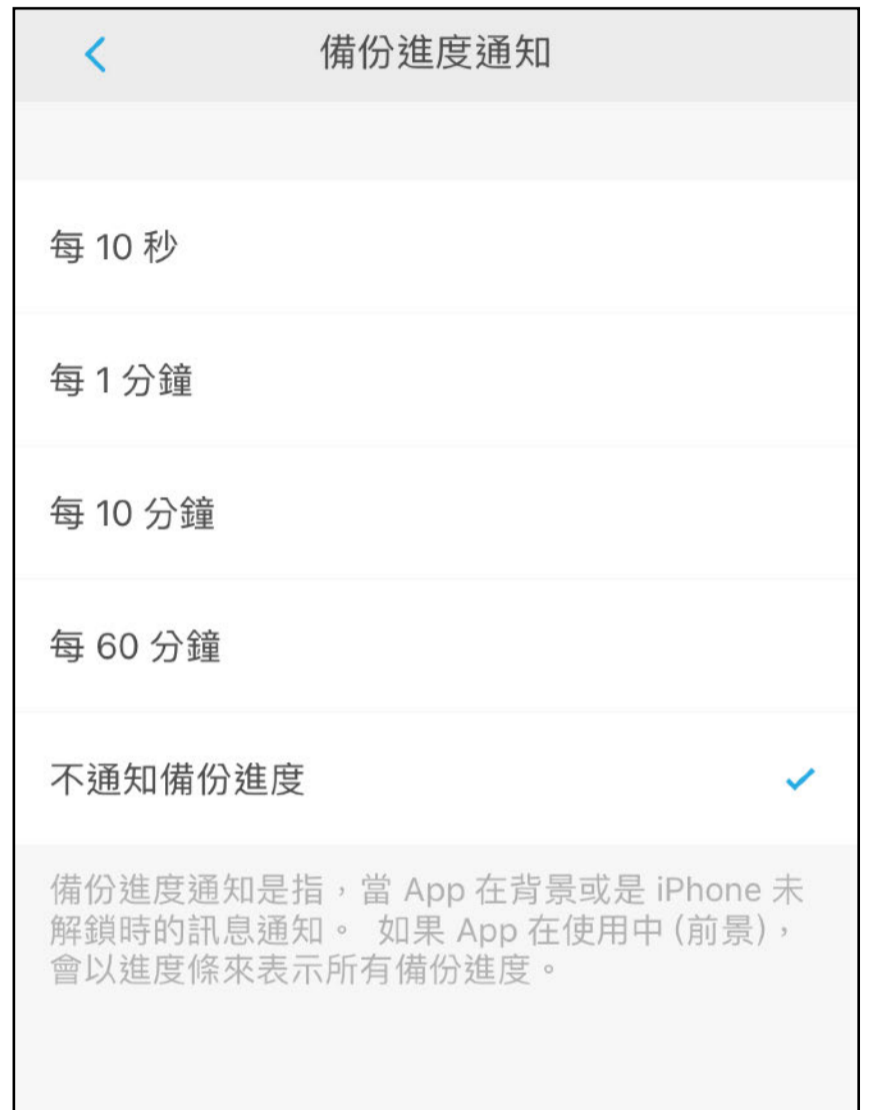 備份進度通知
每 10 秒
每 1 分鐘
每 10 分鐘
每 60 分鐘
不通知備份進度
備份進度通知是指，當 App 在背景或是 iPhone 未
解鎖時的訊息通知。 如果 App 在使用中 (前景)，
會以進度條來表示所有備份進度。